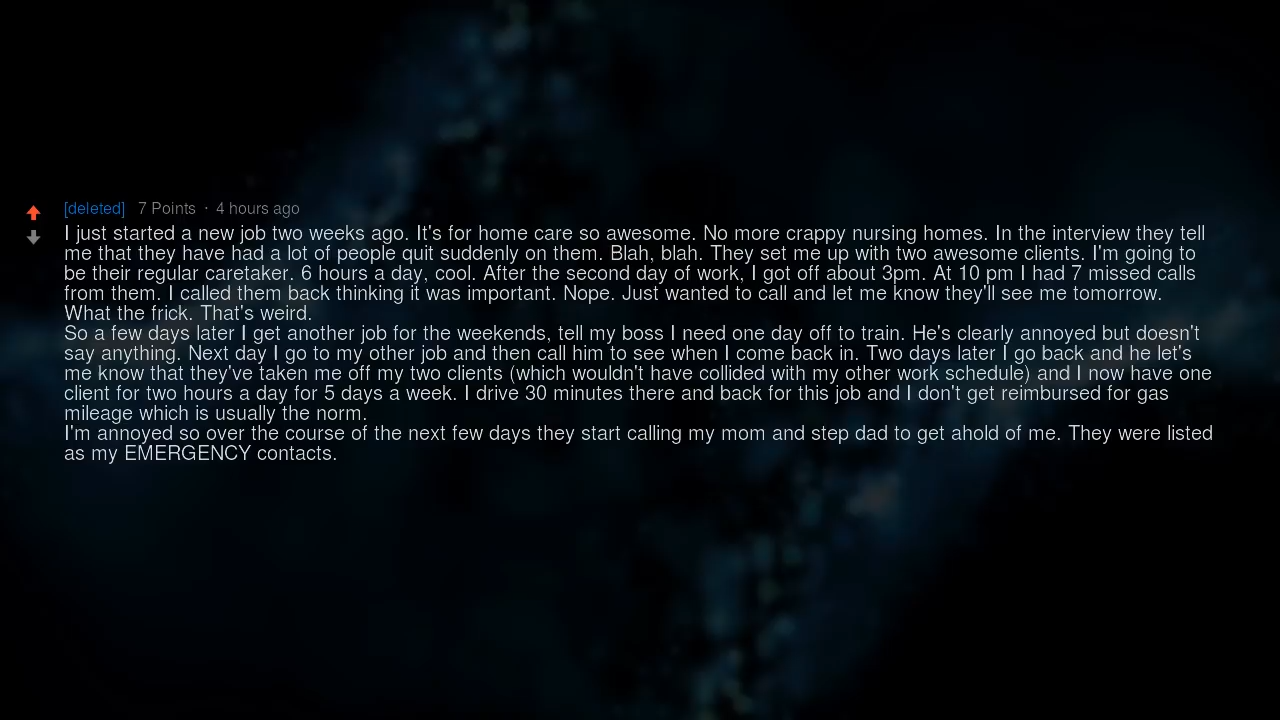 [deleted] 7 Points · 4 hours ago
I just started a new job two weeks ago. It's for home care so awesome. No more crappy nursing homes. In the interview they tell
me that they have had a lot of people quit suddenly on them. Blah, blah. They set me up with two awesome clients. I'm going to
be their regular caretaker. 6 hours a day, cool. After the second day of work, I got off about 3pm. At 10 pm I had 7 missed calls
from them. I called them back thinking it was important. Nope. Just wanted to call and let me know they'll see me tomorrow.
What the frick. That's weird.
So a few days later I get another job for the weekends, tell my boss I need one day off to train. He's clearly annoyed but doesn't
say anything. Next day I go to my other job and then call him to see when I come back in. Two days later I go back and he let's
me know that they've taken me off my two clients (which wouldn't have collided with my other work schedule) and I now have one
client for two hours a day for 5 days a week. I drive 30 minutes there and back for this job and I don't get reimbursed for gas
mileage which is usually the norm.
I'm annoyed so over the course of the next few days they start calling my mom and step dad to get ahold of me. They were listed
as my EMERGENCY contacts.